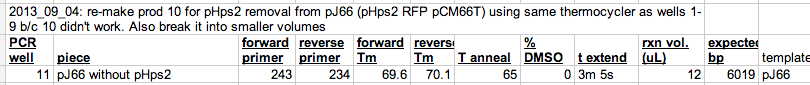 2013_09_04: re-make prod 10 for pHps2 removal from pJ66 (pHps2 RFP pCM66T) using same thermocycler as wells 1-
9 b/c 10 didn't work. Also break it into smaller volumes
PCR well piece forward primer reverse primer forward Tm revers Tm T anneal % DMSO t extend rxn vol. (uL) expected bp template
11 pJ66 without pHps2 243 234 69.6 70.1 65 0 3m 5s 12 6019 pJ66